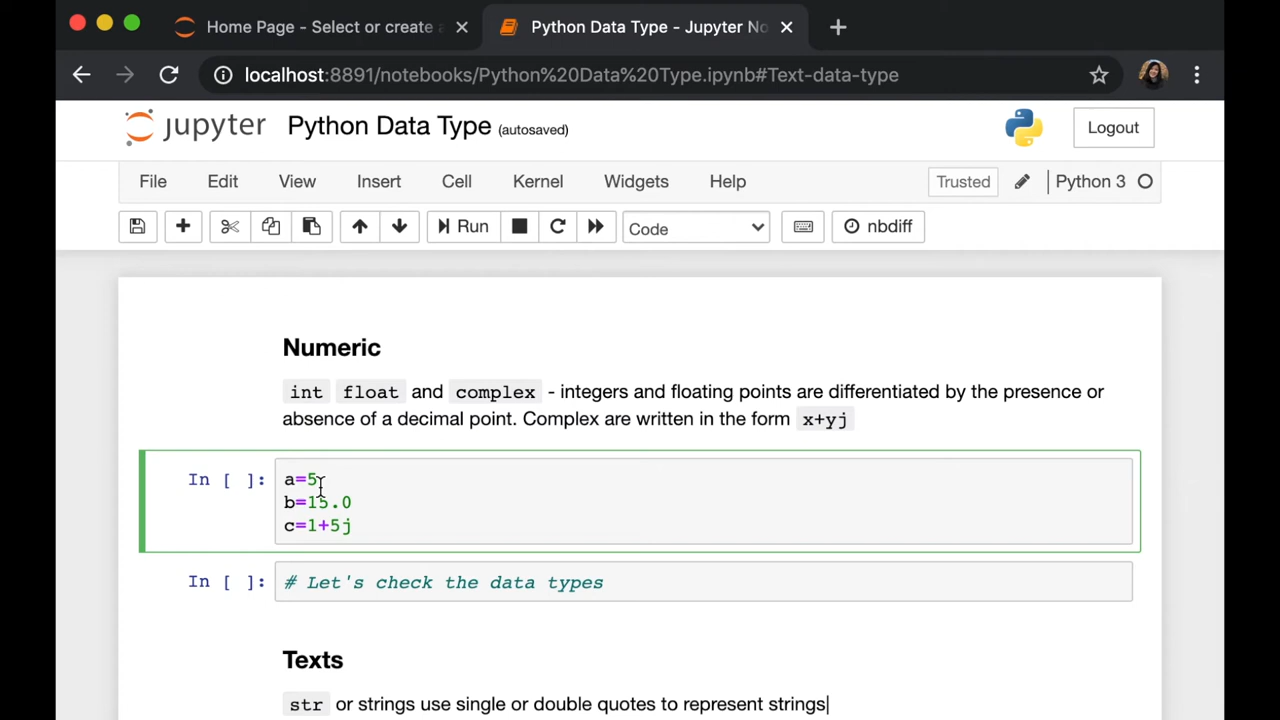 Home Page - Select or create a
Python Data Type - Jupyter No
localhost:8891/notebooks/Python%20Data%20Type.ipynb#Text-data-type
jupyter Python Data Type (autosaved) Logout
File Edit View Insert Cell Kernel Widgets Help Trusted Python 3
Run Code nbdiff
Numeric
int float and complex - integers and floating points are differentiated by the presence or
absence of a decimal point. Complex are written in the form x+yj
In [ ]: a=5
b=15.0
c=1+5j
In [ ]: # Let's check the data types
Texts
str or strings use single or double quotes to represent strings